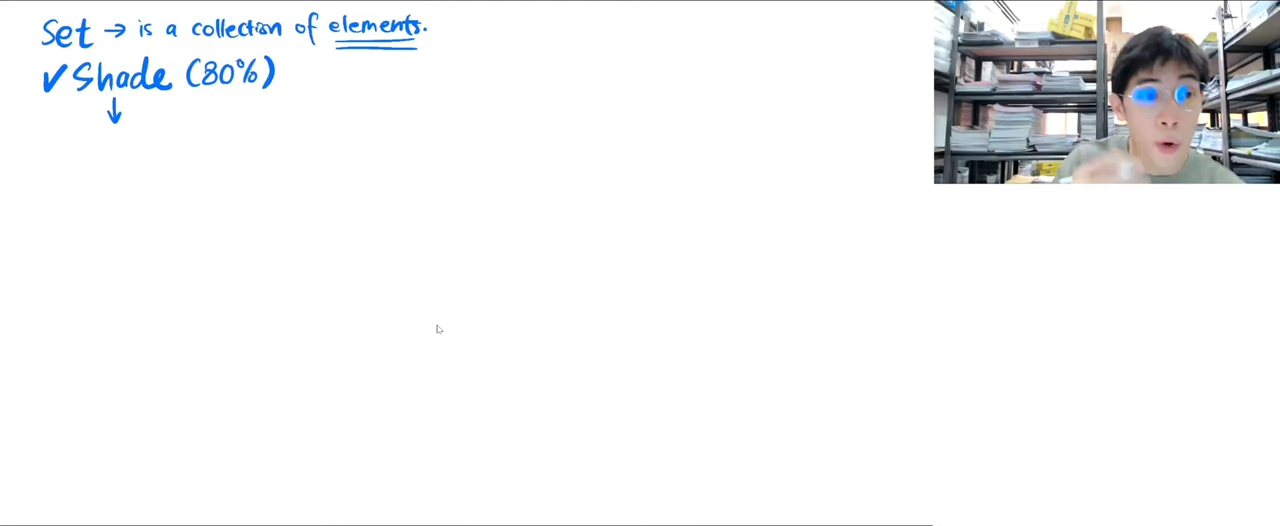 Set → is a collection of elements.
✓ Shade (80%)
↓